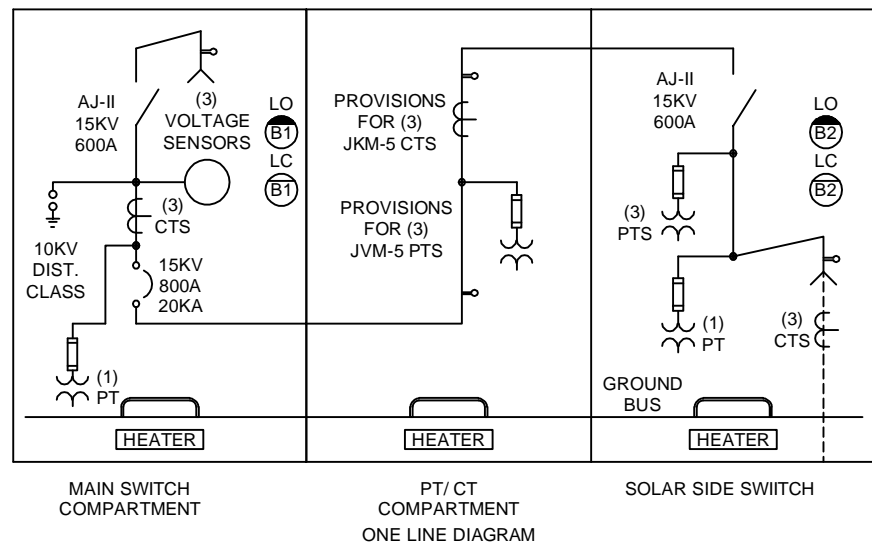 AJ-II
15KV
600A
(3)
VOLTAGE
SENSORS
LO
B1
LC
B1
10KV
DIST.
CLASS
(3)
CTS
15KV
800A
20KA
(1)
PT
HEATER
MAIN SWITCH
COMPARTMENT
PROVISIONS
FOR (3)
JKM-5 CTS
PROVISIONS
FOR (3)
JVM-5 PTS
HEATER
PT/ CT
COMPARTMENT
AJ-II
15KV
600A
LO
B2
LC
B2
(3)
PTS
(1)
PT
(3)
CTS
GROUND
BUS
HEATER
SOLAR SIDE SWIITCH
ONE LINE DIAGRAM